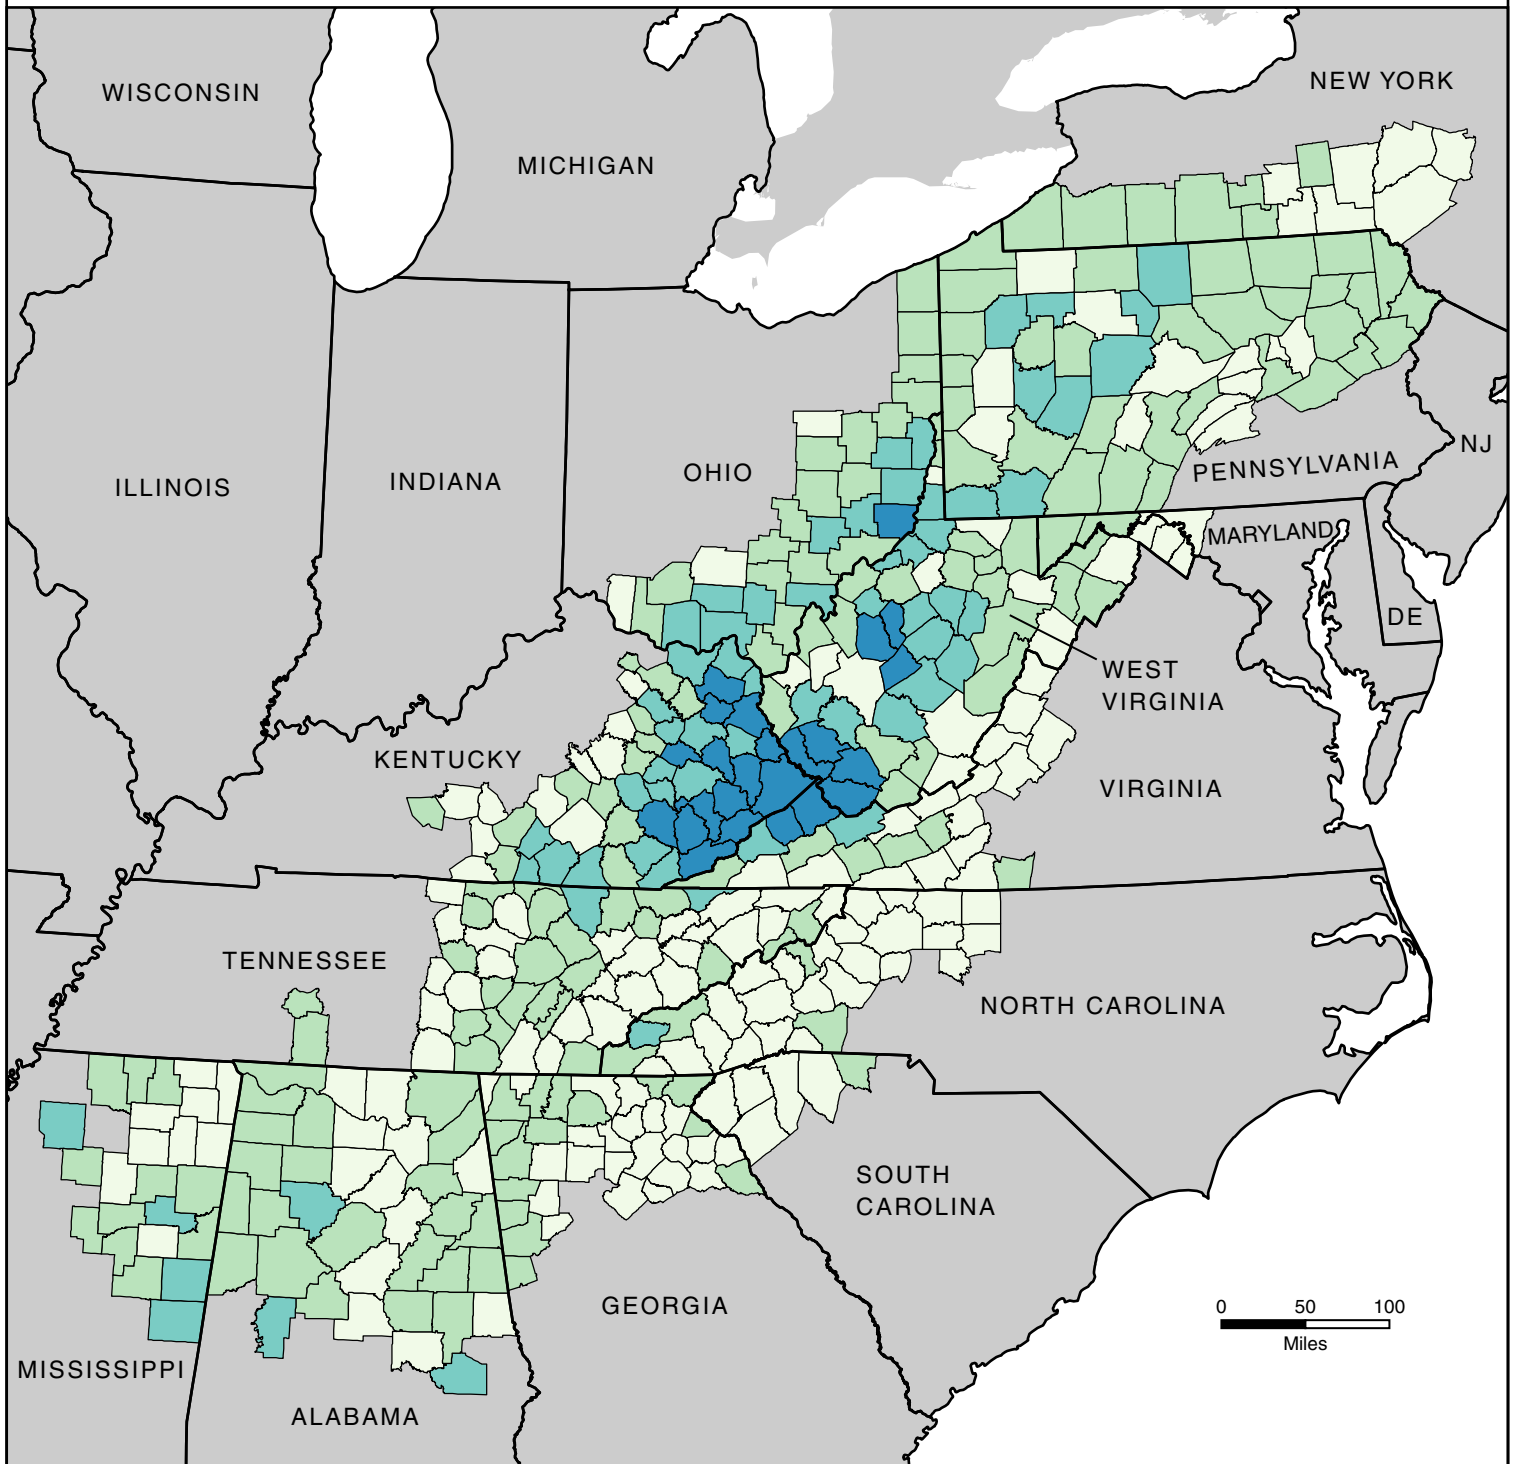 NEW YORK
WISCONSIN
MICHIGAN
NJ
PENNSYLVANIA
OHIO
INDIANA
ILLINOIS
MARYLAND
DE
WEST
VIRGINIA
KENTUCKY
VIRGINIA
TENNESSEE
NORTH CAROLINA
SOUTH
CAROLINA
GEORGIA
0 50 100
Miles
MISSISSIPPI
ALABAMA